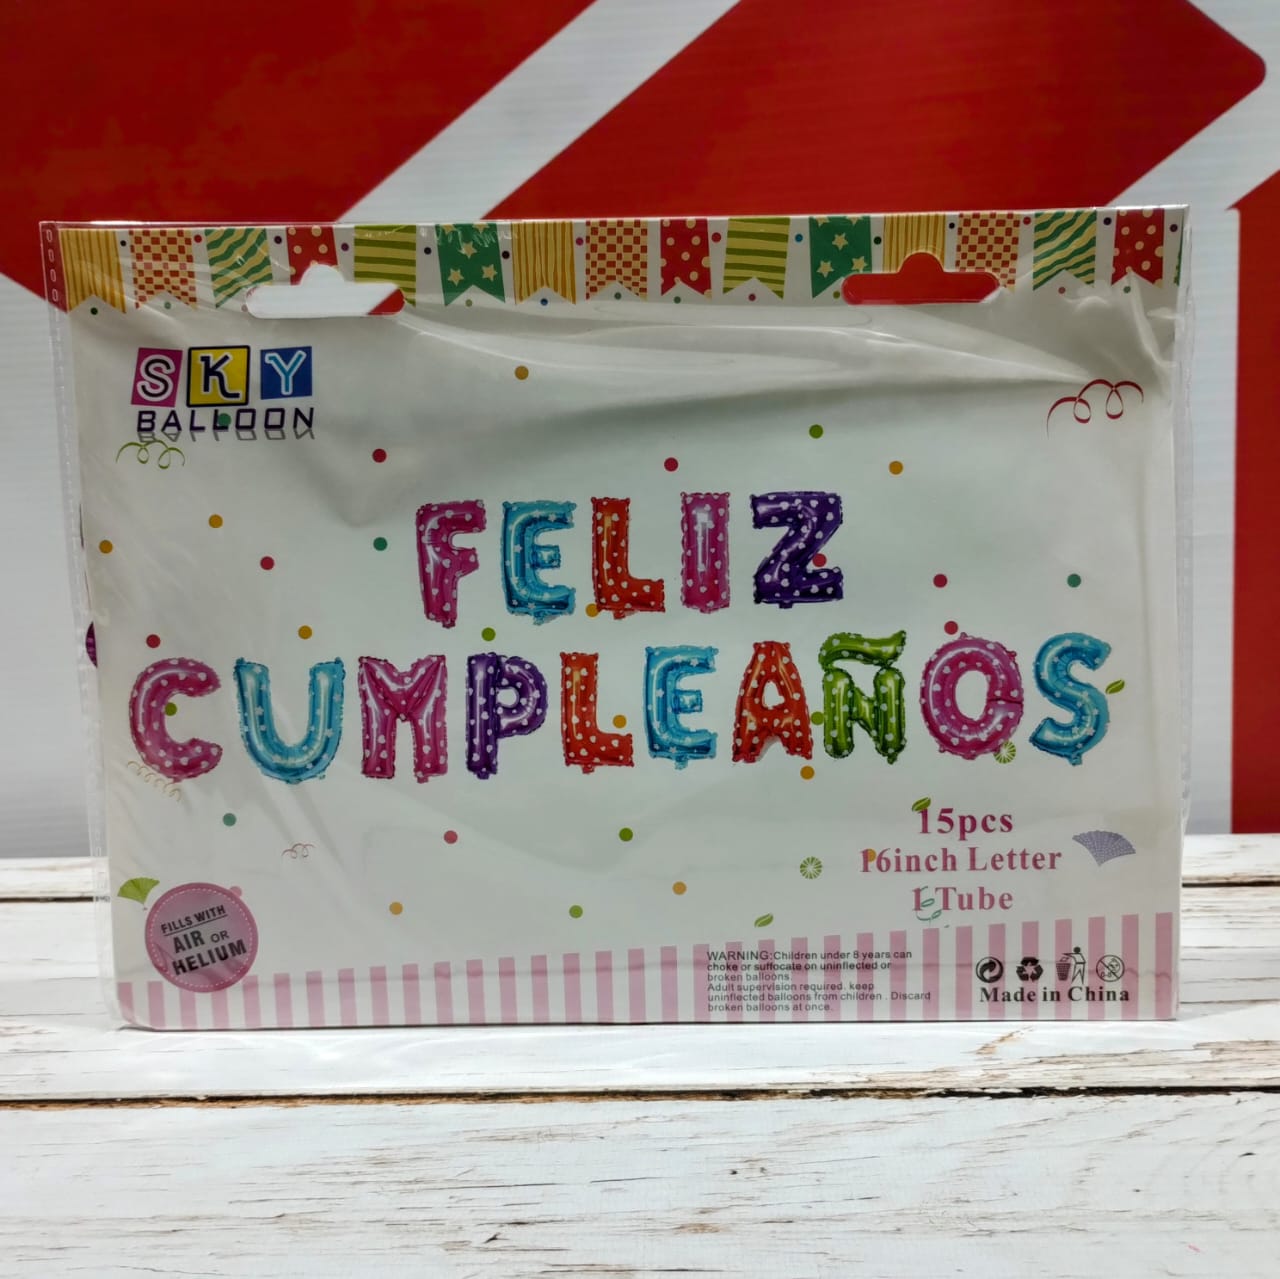 SKY
BALLOON
FELIZ
CUMPLEAÑOS
15pcs
16inch Letter
1 Tube
FILLS WITH
AIR OR
HELIUM
WARNING:Children under 8 years can
choke or suffocate on uninflected or
broken balloons.
Adult supervision required. keep
uninflected balloons from children . Discard
broken balloons at once.
Made in China